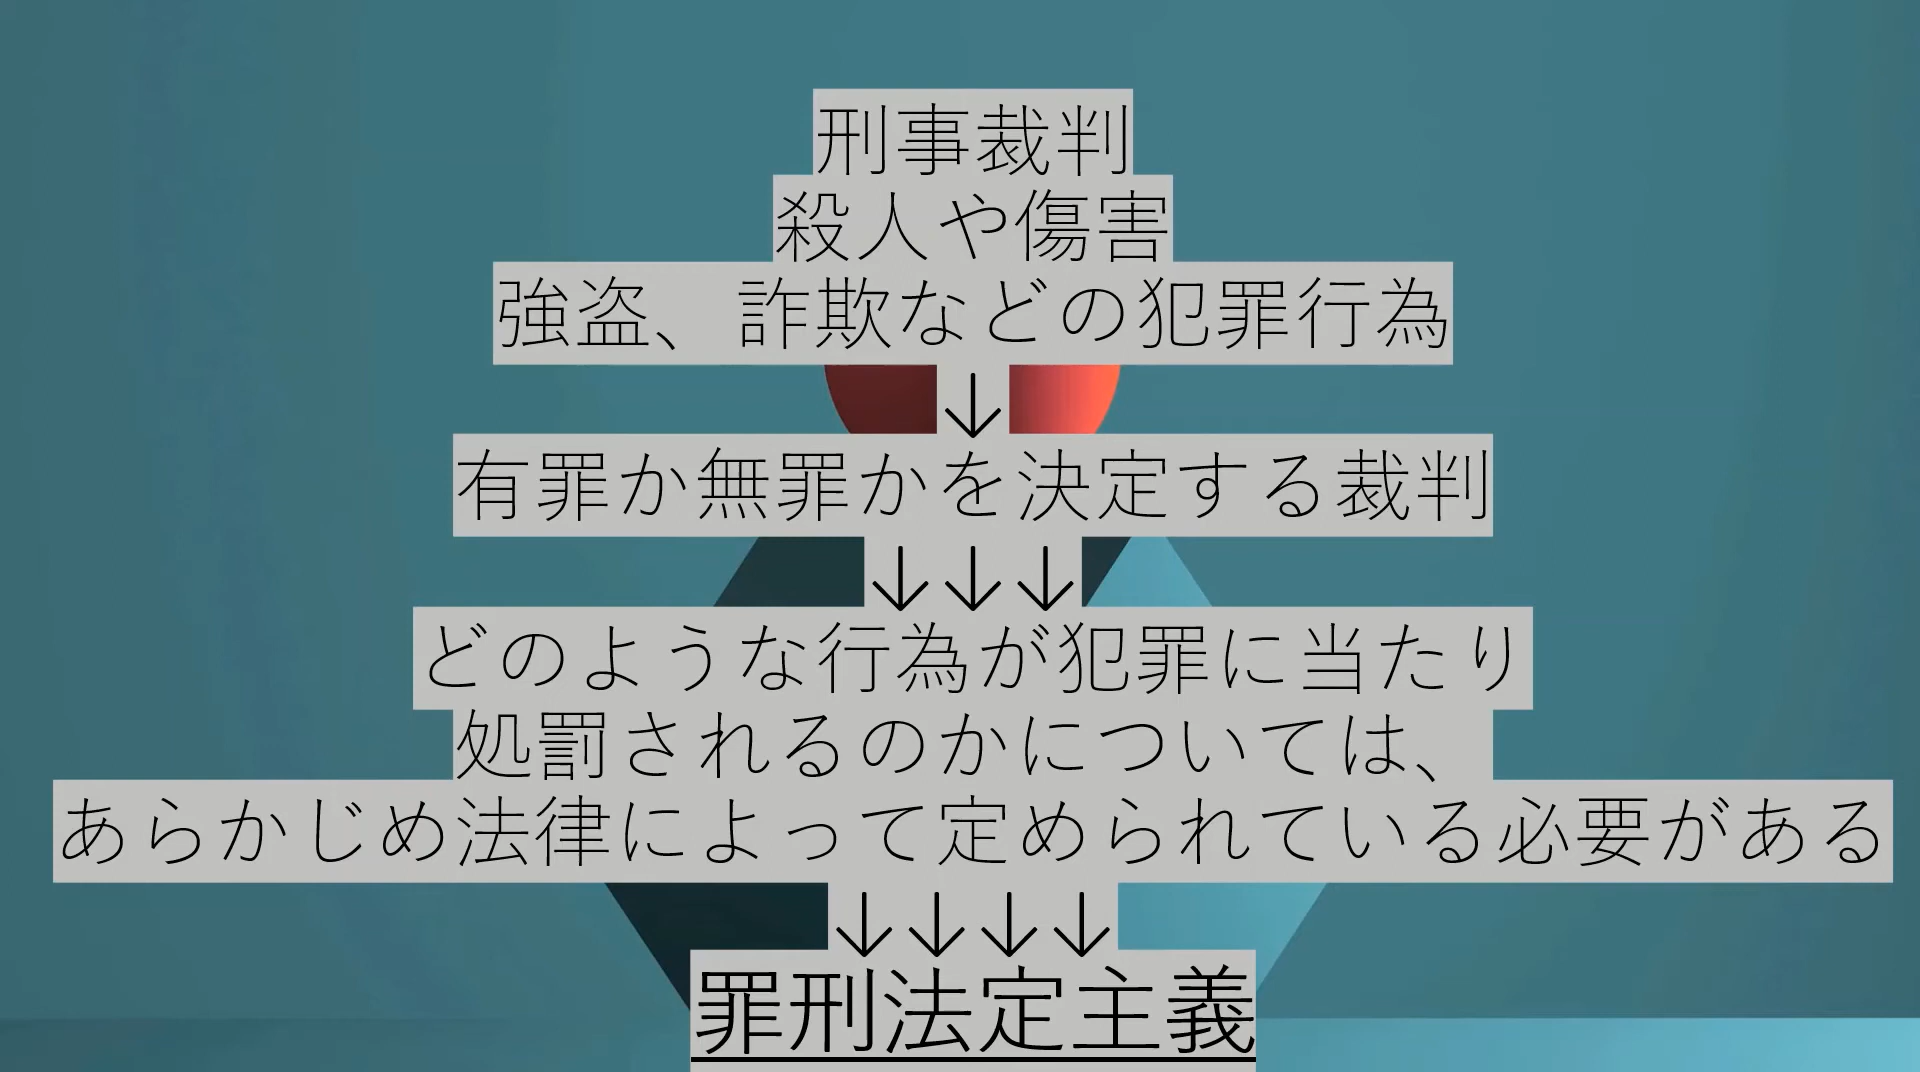 刑事裁判
殺人や傷害
強盗、詐欺などの犯罪行為
↓
有罪か無罪かを決定する裁判
↓↓↓
どのような行為が犯罪に当たり
処罰されるのかについては、
あらかじめ法律によって定められている必要がある
↓↓↓↓
罪刑法定主義